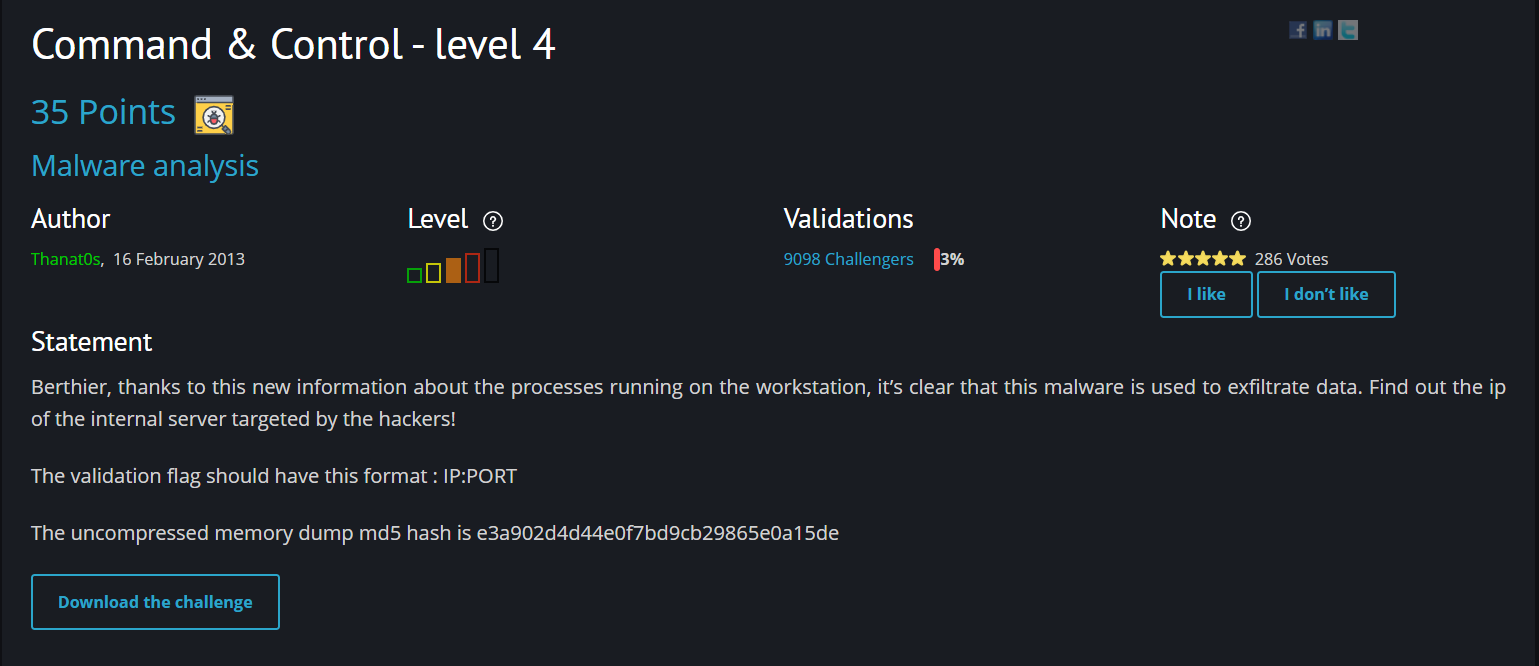 Command & Control - level 4
35 Points
Malware analysis
Author
Level ?
Validations
Note ?
Thanat0s, 16 February 2013
9098 Challengers 3%
286 Votes
I like
I don’t like
Statement
Berthier, thanks to this new information about the processes running on the workstation, it’s clear that this malware is used to exfiltrate data. Find out the ip
of the internal server targeted by the hackers!
The validation flag should have this format : IP:PORT
The uncompressed memory dump md5 hash is e3a902d4d44e0f7bd9cb29865e0a15de
Download the challenge